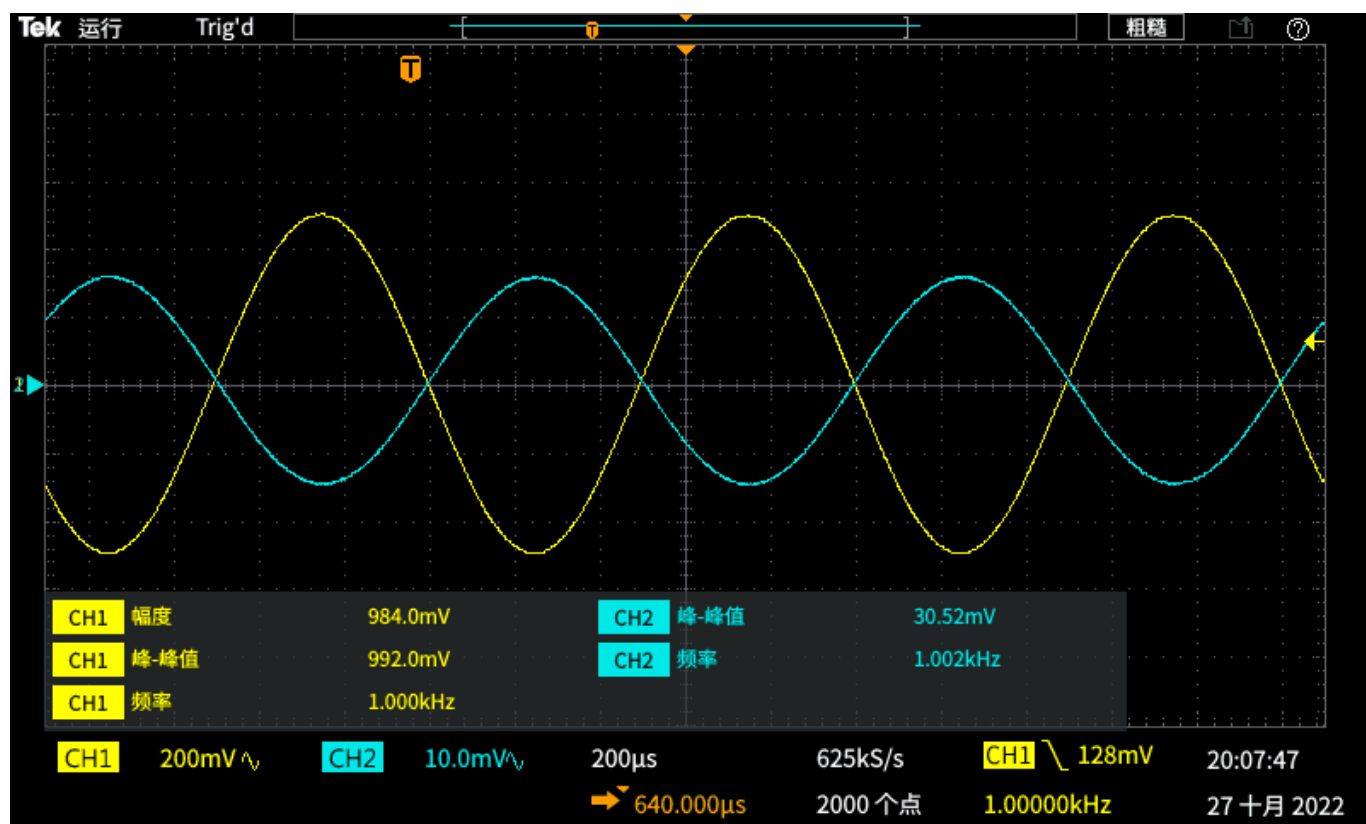 Tek 运行 Trig'd T 粗糙 ?
T
2
CH1 幅度 984.0mV CH2 峰-峰值 30.52mV
CH1 峰-峰值 992.0mV CH2 频率 1.002kHz
CH1 频率 1.000kHz
CH1 200mV CH2 10.0mV 200μs 625kS/s CH1 128mV 20:07:47
640.000μs 2000 个点 1.00000kHz 27 十月 2022